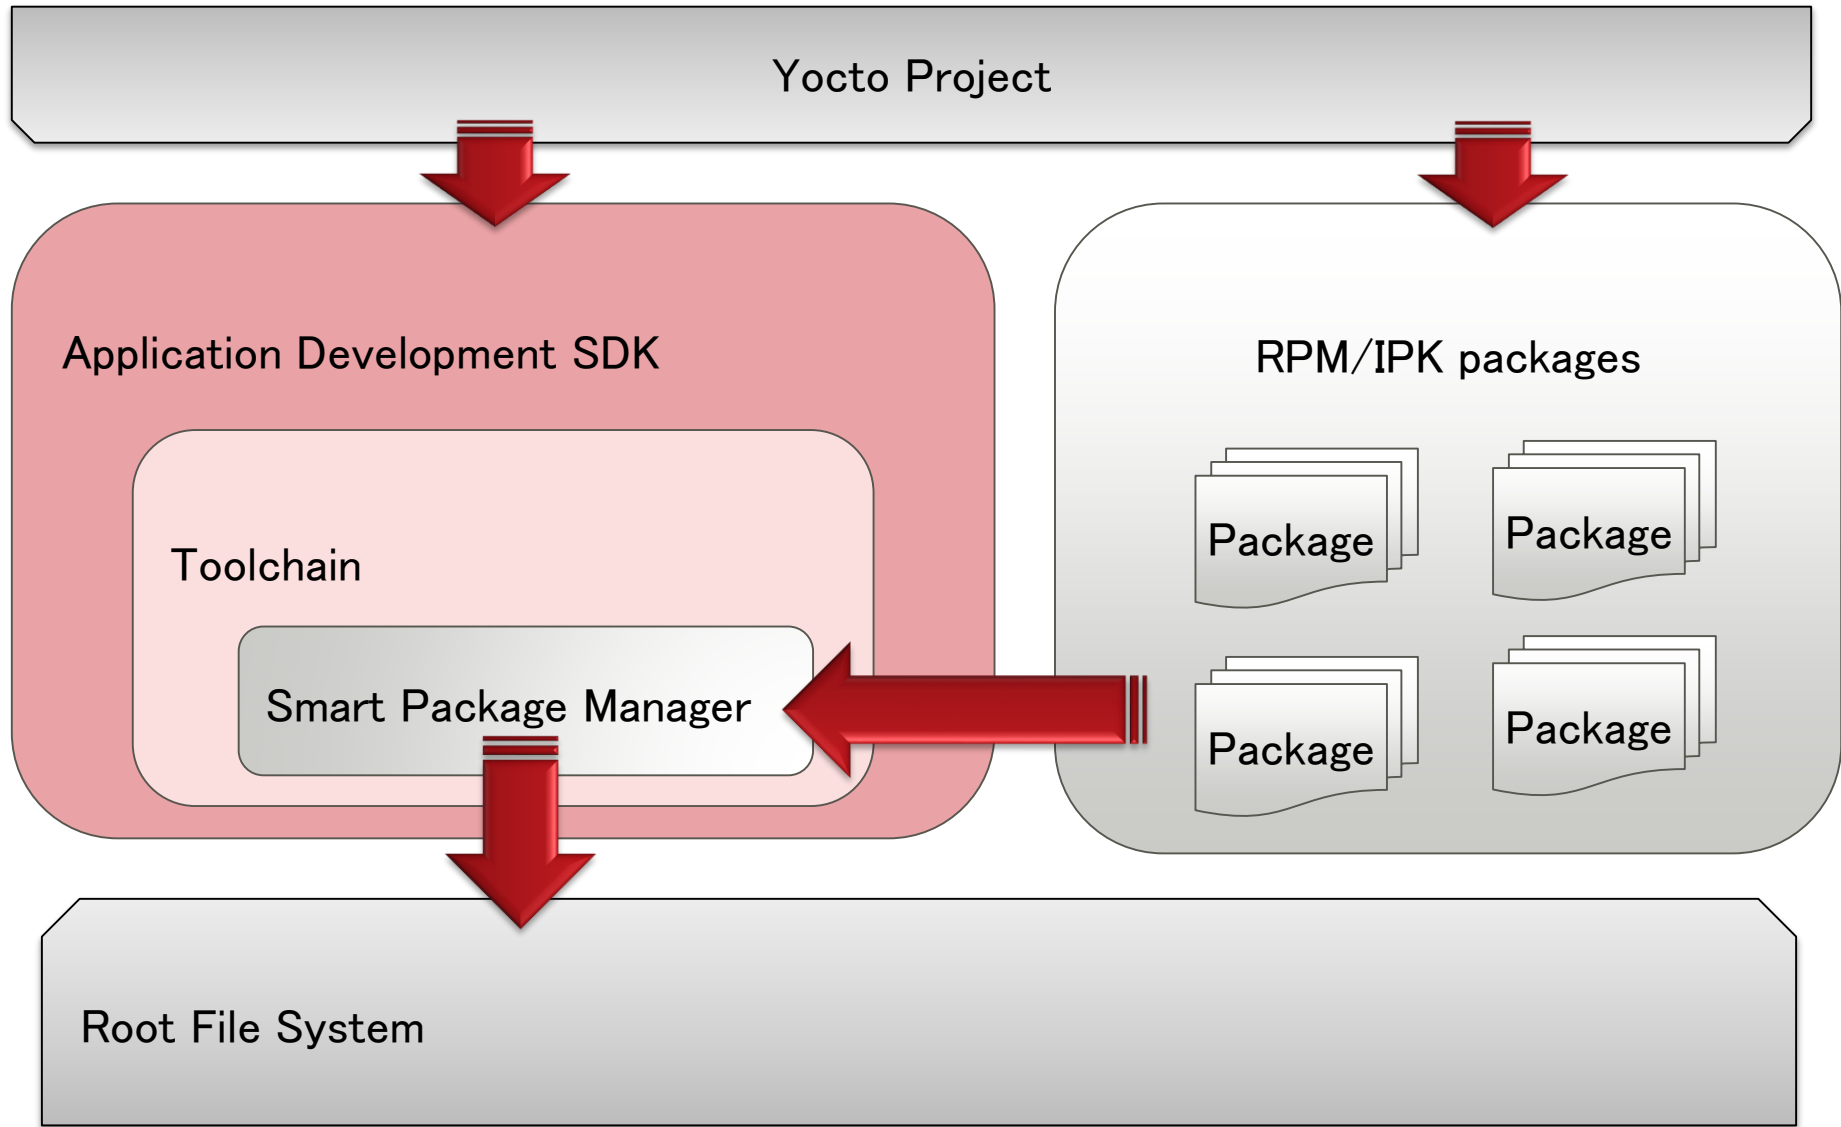 Yocto Project
Application Development SDK
Toolchain
Smart Package Manager
RPM/IPK packages
Package
Package
Package
Package
Root File System